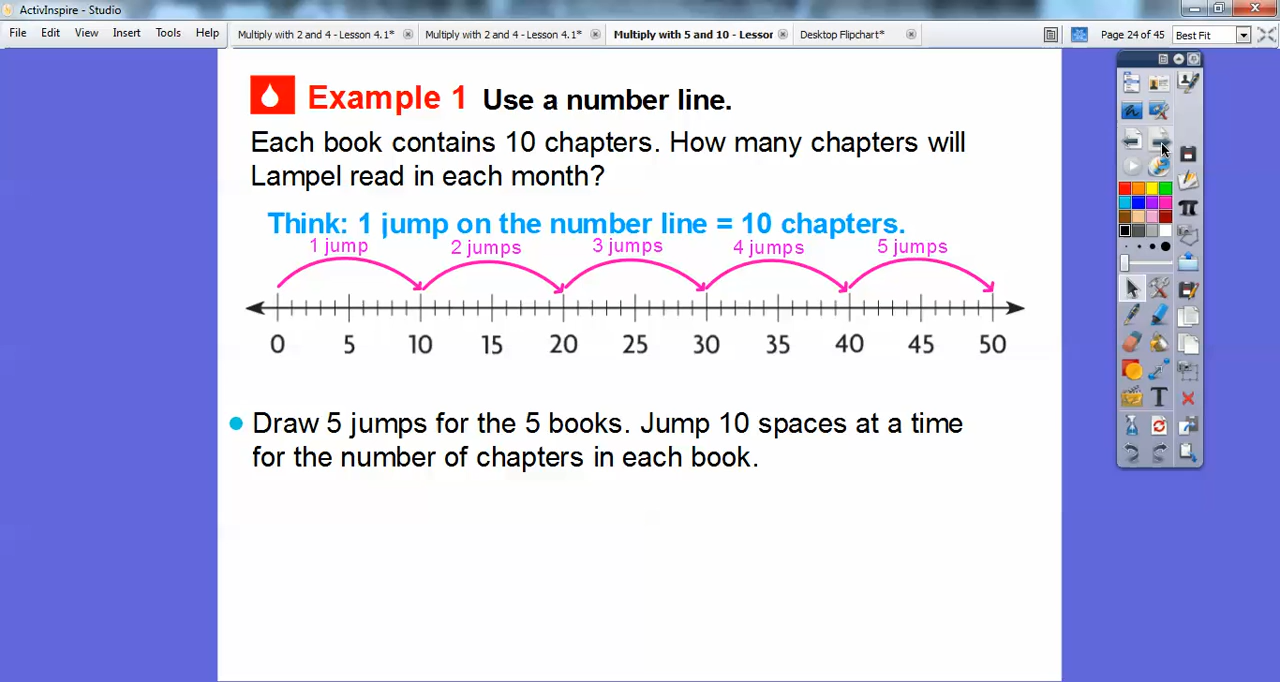 ActivInspire - Studio
File Edit View Insert Tools Help
Multiply with 2 and 4 - Lesson 4.1* Multiply with 2 and 4 - Lesson 4.1* Multiply with 5 and 10 - Lessor Desktop Flipchart* Page 24 of 45 Best Fit
Example 1 Use a number line.
Each book contains 10 chapters. How many chapters will
Lampel read in each month?
Think: 1 jump on the number line = 10 chapters.
1 jump 2 jumps 3 jumps 4 jumps 5 jumps
0 5 10 15 20 25 30 35 40 45 50
Draw 5 jumps for the 5 books. Jump 10 spaces at a time
for the number of chapters in each book.